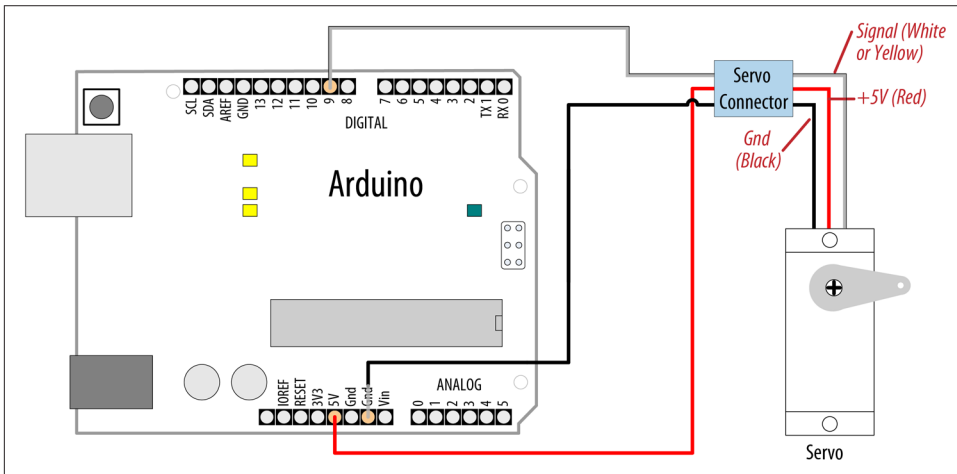 Signal (White
or Yellow)
Servo
Connector
+5V (Red)
Gnd
(Black)
SCL
SDA
AREF
GND
13
12
11
10
9
8
7
6
5
4
3
2
TX 1
RX 0
DIGITAL
Arduino
IOREF
RESET
3V3
5V
Gnd
Gnd
Vin
ANALOG
0
1
2
3
4
5
Servo